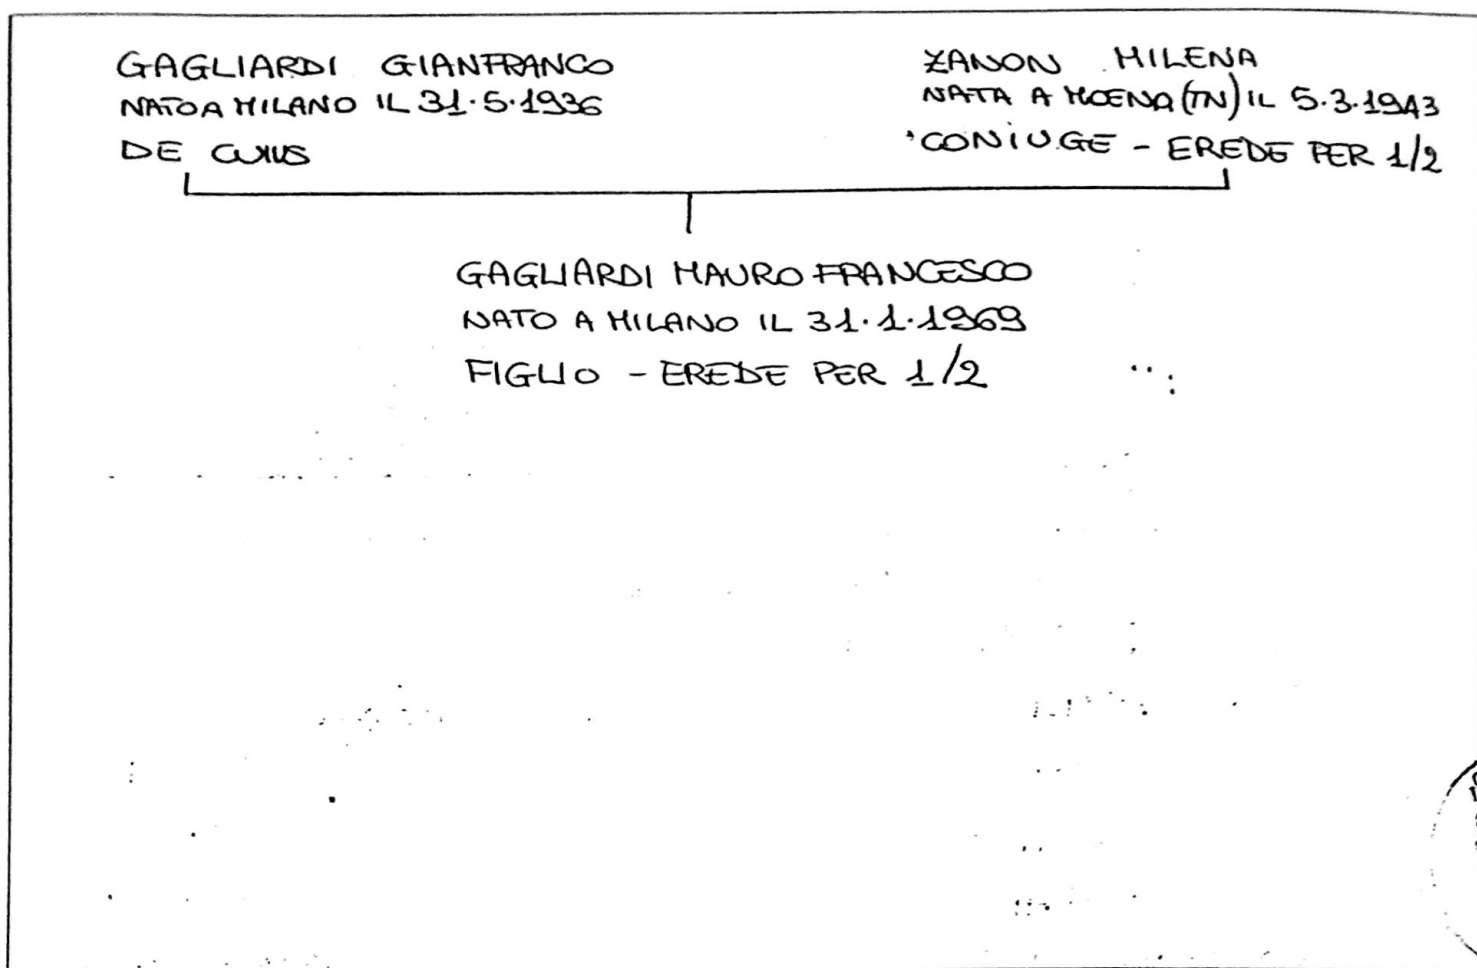 GAGLIARDI GIANFRANCO
NATO A MILANO IL 31.5.1936
DE CUIUS
ZANON MILENA
NATA A MOENA (TN) IL 5.3.1943
CONIUGE - EREDE PER 1/2
GAGLIARDI MAURO FRANCESCO
NATO A MILANO IL 31.1.1969
FIGLIO - EREDE PER 1/2